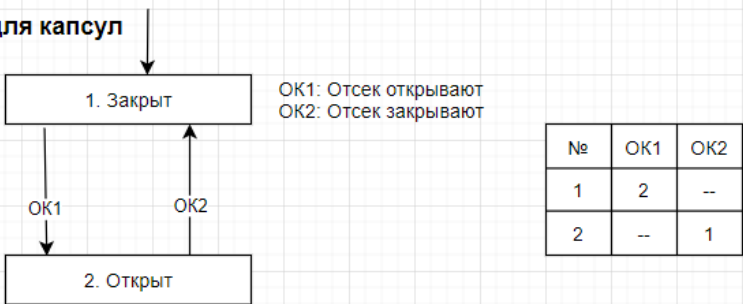 для капсул
1. Закрыт
ОК1: Отсек открывают
ОК2: Отсек закрывают
№ ОК1 ОК2
1 2 --
2 -- 1
ОК1
ОК2
2. Открыт